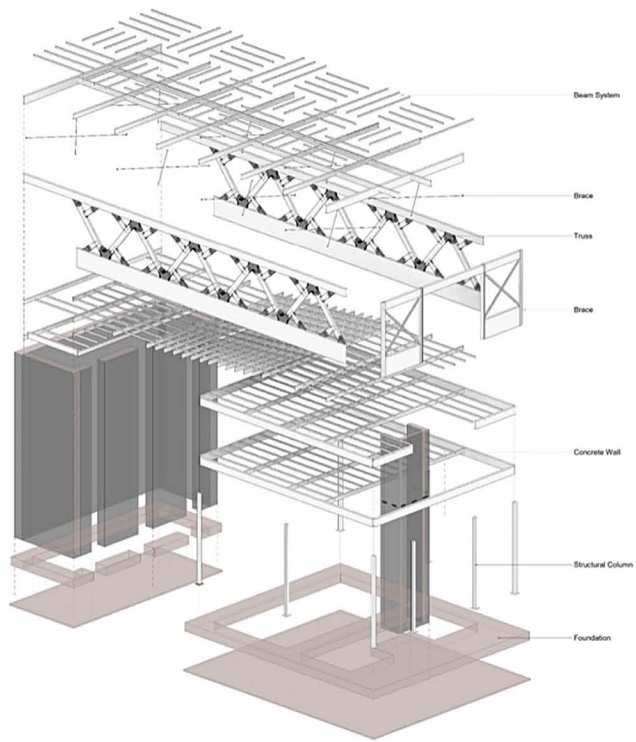 Beam System
Brace
Truss
Brace
Concrete Wall
Structural Column
Foundation